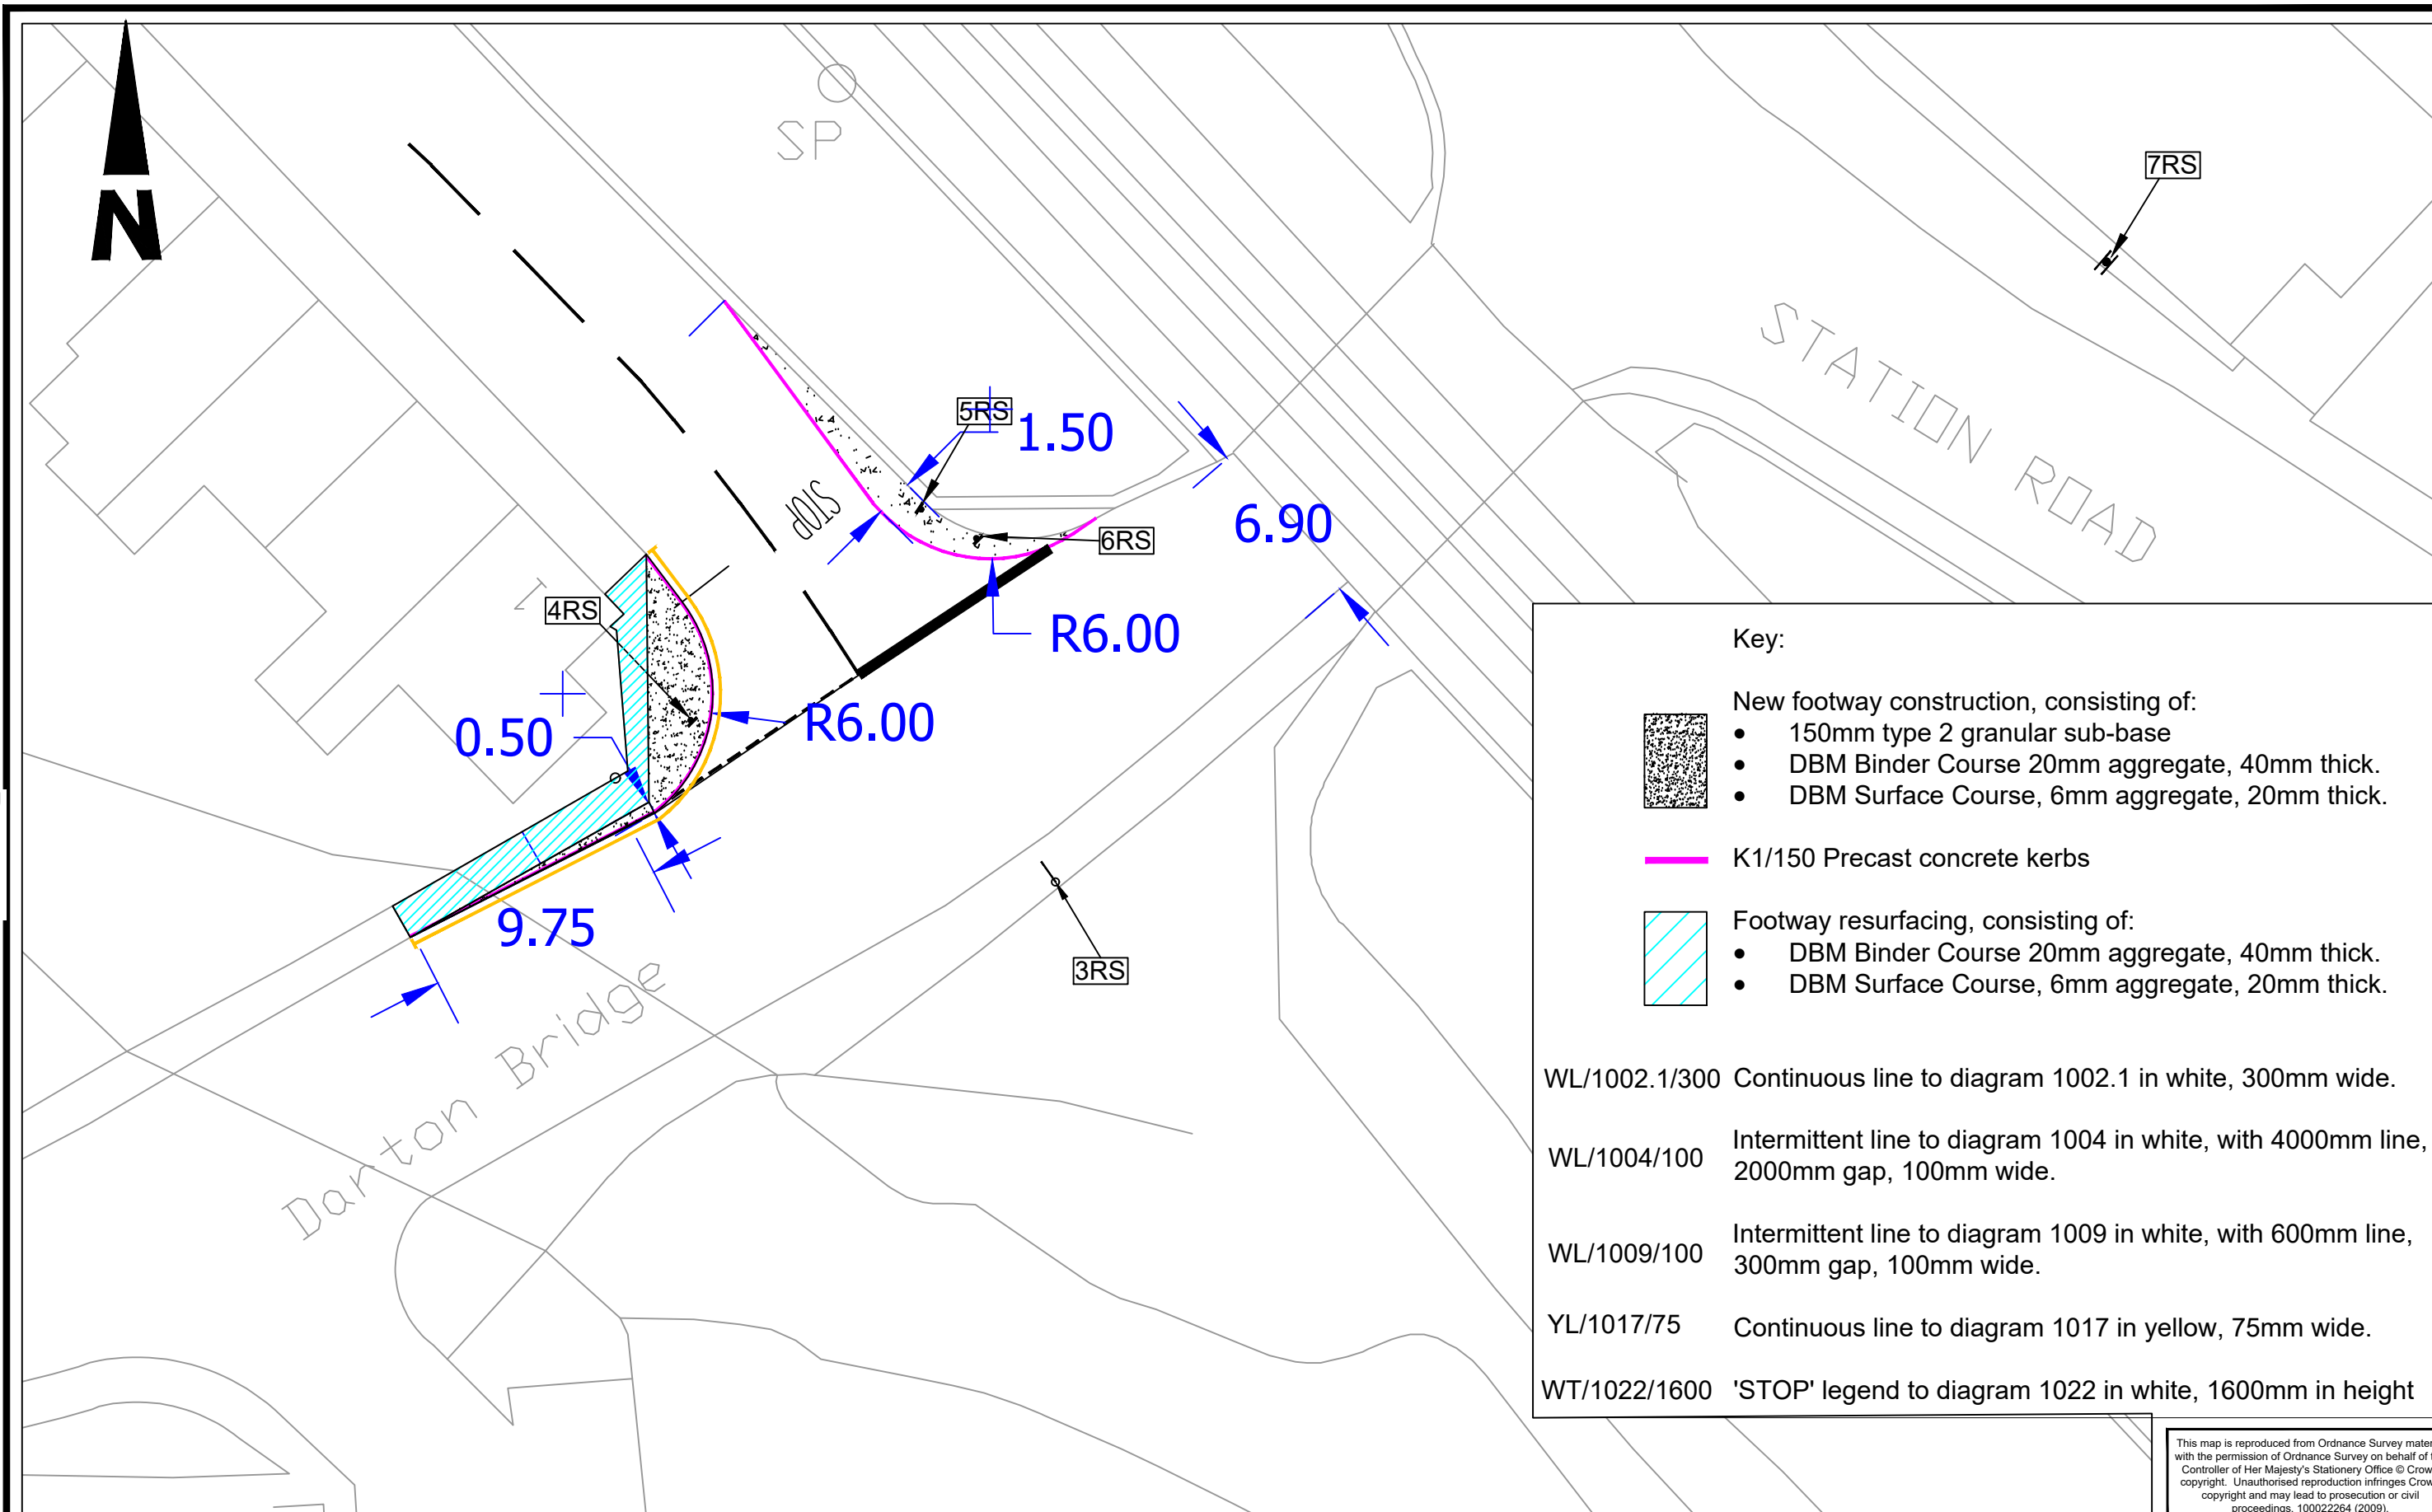 N
SP
7RS
STATION ROAD
5RS
1.50
STOP
6.90
6RS
R6.00
4RS
R6.00
0.50
9.75
3RS
Darton Bridge
Key:
New footway construction, consisting of:
• 150mm type 2 granular sub-base
• DBM Binder Course 20mm aggregate, 40mm thick.
• DBM Surface Course, 6mm aggregate, 20mm thick.
K1/150 Precast concrete kerbs
Footway resurfacing, consisting of:
• DBM Binder Course 20mm aggregate, 40mm thick.
• DBM Surface Course, 6mm aggregate, 20mm thick.
WL/1002.1/300 Continuous line to diagram 1002.1 in white, 300mm wide.
WL/1004/100 Intermittent line to diagram 1004 in white, with 4000mm line,
2000mm gap, 100mm wide.
WL/1009/100 Intermittent line to diagram 1009 in white, with 600mm line,
300mm gap, 100mm wide.
YL/1017/75 Continuous line to diagram 1017 in yellow, 75mm wide.
WT/1022/1600 'STOP' legend to diagram 1022 in white, 1600mm in height
This map is reproduced from Ordnance Survey mater
with the permission of Ordnance Survey on behalf of t
Controller of Her Majesty's Stationery Office © Crow
copyright. Unauthorised reproduction infringes Crow
copyright and may lead to prosecution or civil
proceedings. 100022264 (2009).